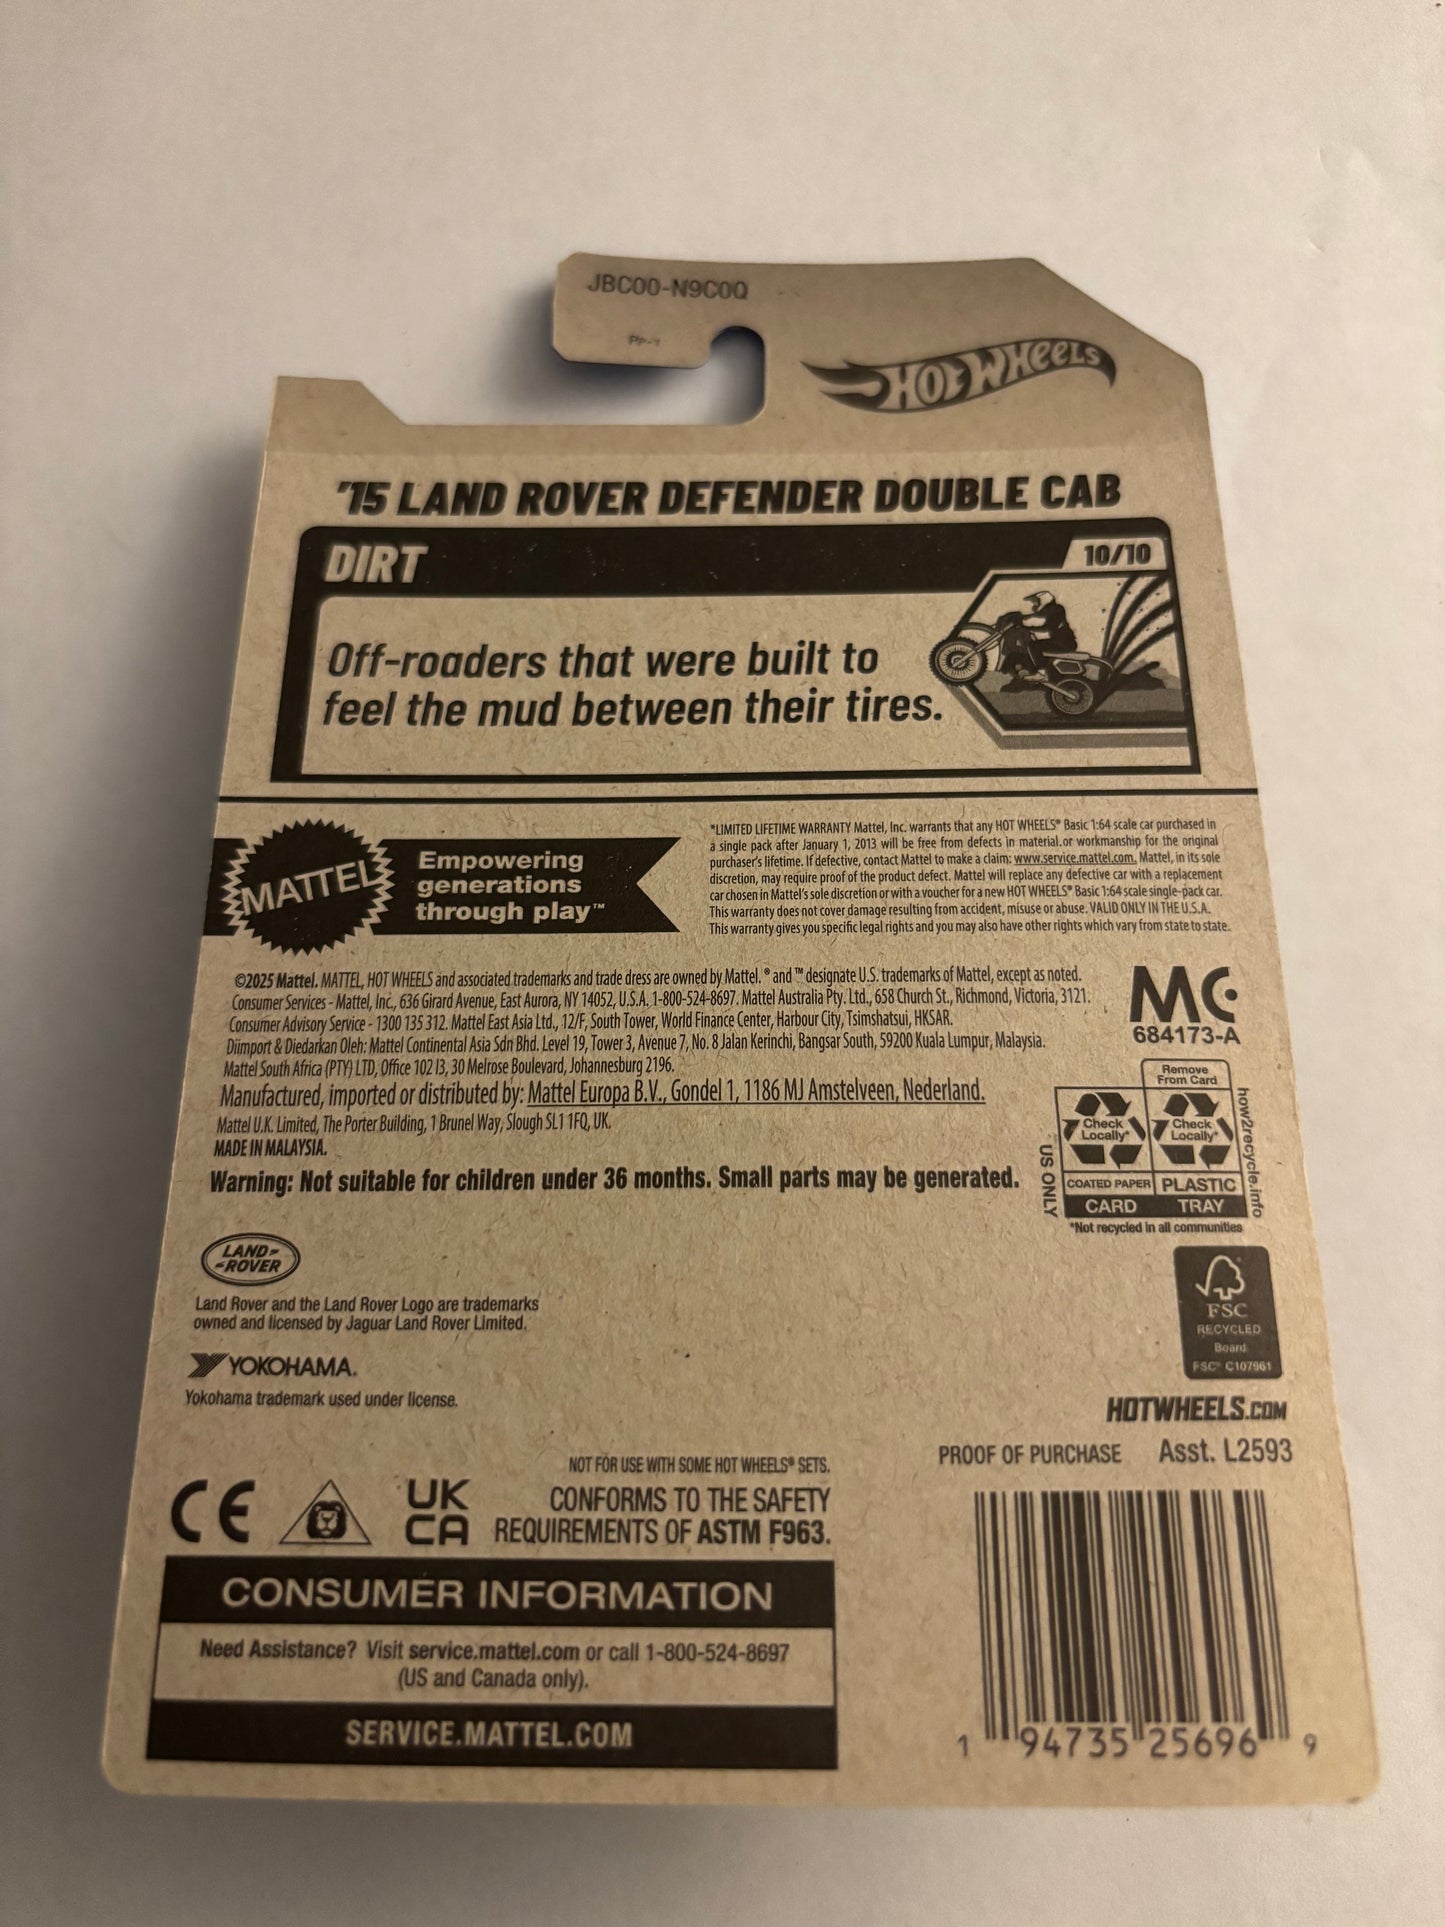 JBC00-N9C0Q
PP-Y
HOT WHEELS
'15 LAND ROVER DEFENDER DOUBLE CAB
DIRT
10/10
Off-roaders that were built to
feel the mud between their tires.
MATTEL
Empowering
generations
through play™
*LIMITED LIFETIME WARRANTY Mattel, Inc. warrants that any HOT WHEELS® Basic 1:64 scale car purchased in
a single pack after January 1, 2013 will be free from defects in material or workmanship for the original
purchaser's lifetime. If defective, contact Mattel to make a claim: www.service.mattel.com. Mattel, in its sole
discretion, may require proof of the product defect. Mattel will replace any defective car with a replacement
car chosen in Mattel's sole discretion or with a voucher for a new HOT WHEELS® Basic 1:64 scale single-pack car.
This warranty does not cover damage resulting from accident, misuse or abuse. VALID ONLY IN THE U.S.A.
This warranty gives you specific legal rights and you may also have other rights which vary from state to state.
©2025 Mattel. MATTEL, HOT WHEELS and associated trademarks and trade dress are owned by Mattel. ® and ™ designate U.S. trademarks of Mattel, except as noted.
Consumer Services - Mattel, Inc., 636 Girard Avenue, East Aurora, NY 14052, U.S.A. 1-800-524-8697. Mattel Australia Pty. Ltd., 658 Church St., Richmond, Victoria, 3121.
Consumer Advisory Service - 1300 135 312. Mattel East Asia Ltd., 12/F, South Tower, World Finance Center, Harbour City, Tsimshatsui, HKSAR.
Diimport & Diedarkan Oleh: Mattel Continental Asia Sdn Bhd. Level 19, Tower 3, Avenue 7, No. 8 Jalan Kerinchi, Bangsar South, 59200 Kuala Lumpur, Malaysia.
Mattel South Africa (PTY) LTD, Office 102 I3, 30 Melrose Boulevard, Johannesburg 2196.
Manufactured, imported or distributed by: Mattel Europa B.V., Gondel 1, 1186 MJ Amstelveen, Nederland.
Mattel U.K. Limited, The Porter Building, 1 Brunel Way, Slough SL1 1FQ, UK.
MADE IN MALAYSIA.
Warning: Not suitable for children under 36 months. Small parts may be generated.
MC
684173-A
Remove
From Card
Check
Locally*
Check
Locally*
COATED PAPER
PLASTIC
CARD
TRAY
US ONLY
how2recycle.info
*Not recycled in all communities
LAND-
-ROVER
Land Rover and the Land Rover Logo are trademarks
owned and licensed by Jaguar Land Rover Limited.
YOKOHAMA.
Yokohama trademark used under license.
FSC
RECYCLED
Board
FSC® C107961
HOTWHEELS.COM
PROOF OF PURCHASE Asst. L2593
NOT FOR USE WITH SOME HOT WHEELS® SETS.
CE
UK
CA
CONFORMS TO THE SAFETY
REQUIREMENTS OF ASTM F963.
CONSUMER INFORMATION
Need Assistance? Visit service.mattel.com or call 1-800-524-8697
(US and Canada only).
SERVICE.MATTEL.COM
1 94735 25696 9